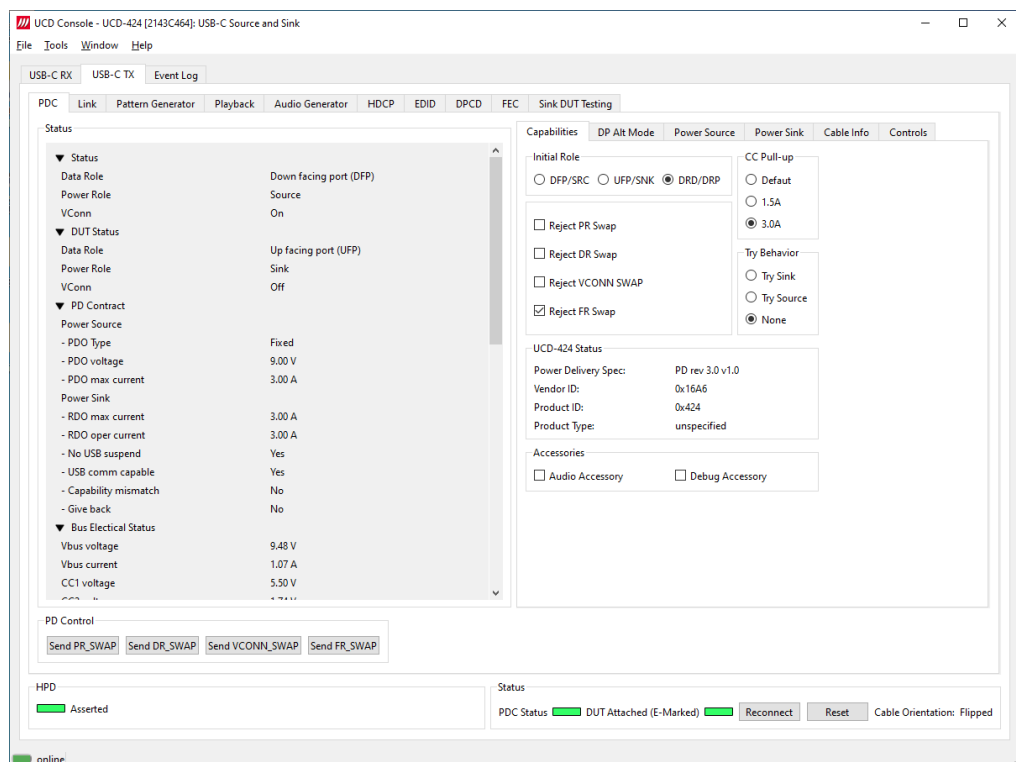 UCD Console - UCD-424 [2143C464]: USB-C Source and Sink
File Tools Window Help
USB-C RX USB-C TX Event Log
PDC Link Pattern Generator Playback Audio Generator HDCP EDID DPCD FEC Sink DUT Testing
Status
Status
Data Role Down facing port (DFP)
Power Role Source
VConn On
DUT Status
Data Role Up facing port (UFP)
Power Role Sink
VConn Off
PD Contract
Power Source
- PDO Type Fixed
- PDO voltage 9.00 V
- PDO max current 3.00 A
Power Sink
- RDO max current 3.00 A
- RDO oper current 3.00 A
- No USB suspend Yes
- USB comm capable Yes
- Capability mismatch No
- Give back No
Bus Electical Status
Vbus voltage 9.48 V
Vbus current 1.07 A
CC1 voltage 5.50 V
Capabilities DP Alt Mode Power Source Power Sink Cable Info Controls
Initial Role
DFP/SRC UFP/SNK DRD/DRP
Reject PR Swap
Reject DR Swap
Reject VCONN SWAP
Reject FR Swap
CC Pull-up
Defaut
1.5A
3.0A
Try Behavior
Try Sink
Try Source
None
UCD-424 Status
Power Delivery Spec: PD rev 3.0 v1.0
Vendor ID: 0x16A6
Product ID: 0x424
Product Type: unspecified
Accessories
Audio Accessory Debug Accessory
PD Control
Send PR_SWAP Send DR_SWAP Send VCONN_SWAP Send FR_SWAP
HPD
Asserted
Status
PDC Status DUT Attached (E-Marked) Reconnect Reset Cable Orientation: Flipped
online